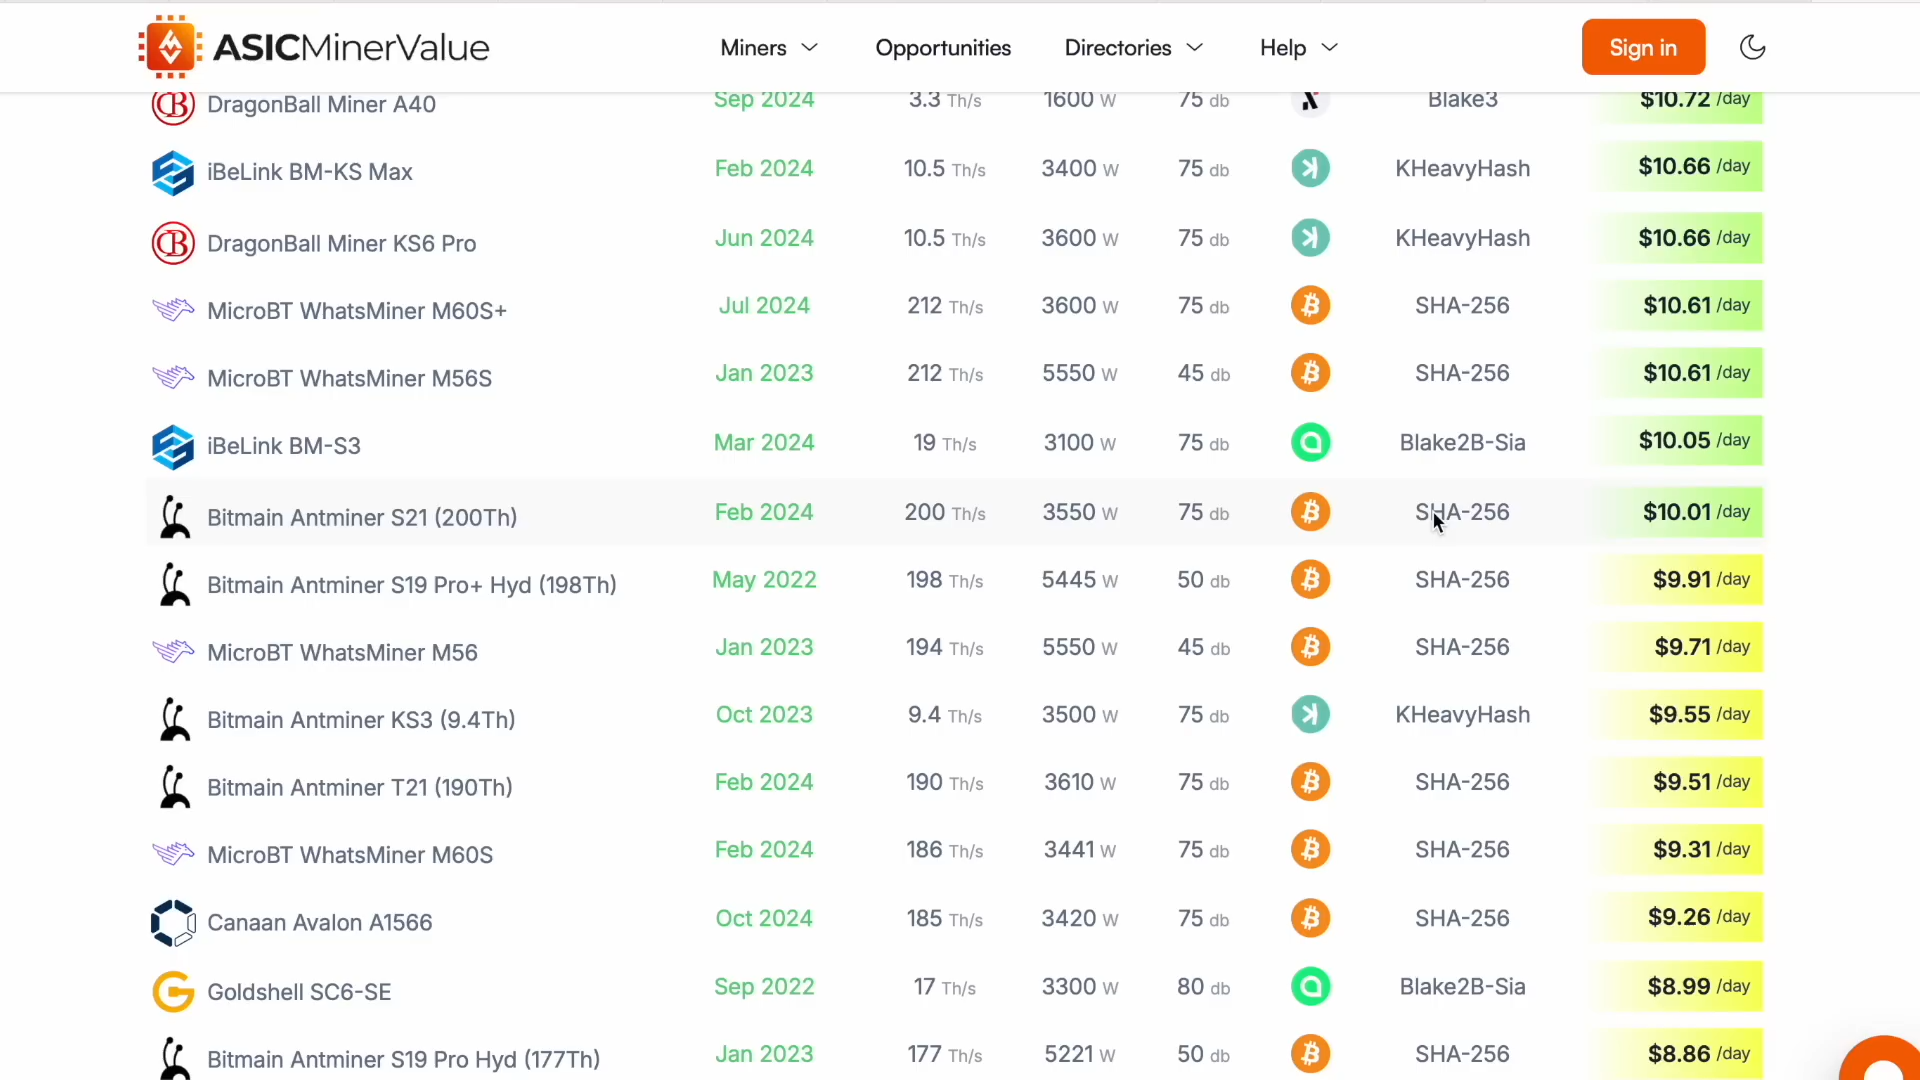 ASICMinerValue Miners Opportunities Directories Help Sign in
DragonBall Miner A40 Sep 2024 3.3 Th/s 1600 W 75 db Blake3 $10.72 /day
iBeLink BM-KS Max Feb 2024 10.5 Th/s 3400 W 75 db KHeavyHash $10.66 /day
DragonBall Miner KS6 Pro Jun 2024 10.5 Th/s 3600 W 75 db KHeavyHash $10.66 /day
MicroBT WhatsMiner M60S+ Jul 2024 212 Th/s 3600 W 75 db SHA-256 $10.61 /day
MicroBT WhatsMiner M56S Jan 2023 212 Th/s 5550 W 45 db SHA-256 $10.61 /day
iBeLink BM-S3 Mar 2024 19 Th/s 3100 W 75 db Blake2B-Sia $10.05 /day
Bitmain Antminer S21 (200Th) Feb 2024 200 Th/s 3550 W 75 db SHA-256 $10.01 /day
Bitmain Antminer S19 Pro+ Hyd (198Th) May 2022 198 Th/s 5445 W 50 db SHA-256 $9.91 /day
MicroBT WhatsMiner M56 Jan 2023 194 Th/s 5550 W 45 db SHA-256 $9.71 /day
Bitmain Antminer KS3 (9.4Th) Oct 2023 9.4 Th/s 3500 W 75 db KHeavyHash $9.55 /day
Bitmain Antminer T21 (190Th) Feb 2024 190 Th/s 3610 W 75 db SHA-256 $9.51 /day
MicroBT WhatsMiner M60S Feb 2024 186 Th/s 3441 W 75 db SHA-256 $9.31 /day
Canaan Avalon A1566 Oct 2024 185 Th/s 3420 W 75 db SHA-256 $9.26 /day
Goldshell SC6-SE Sep 2022 17 Th/s 3300 W 80 db Blake2B-Sia $8.99 /day
Bitmain Antminer S19 Pro Hyd (177Th) Jan 2023 177 Th/s 5221 W 50 db SHA-256 $8.86 /day